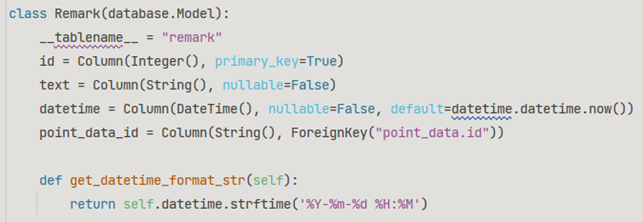 class Remark(database.Model):
__tablename__ = "remark"
id = Column(Integer(), primary_key=True)
text = Column(String(), nullable=False)
datetime = Column(DateTime(), nullable=False, default=datetime.datetime.now())
point_data_id = Column(String(), ForeignKey("point_data.id"))
def get_datetime_format_str(self):
return self.datetime.strftime('%Y-%m-%d %H:%M')